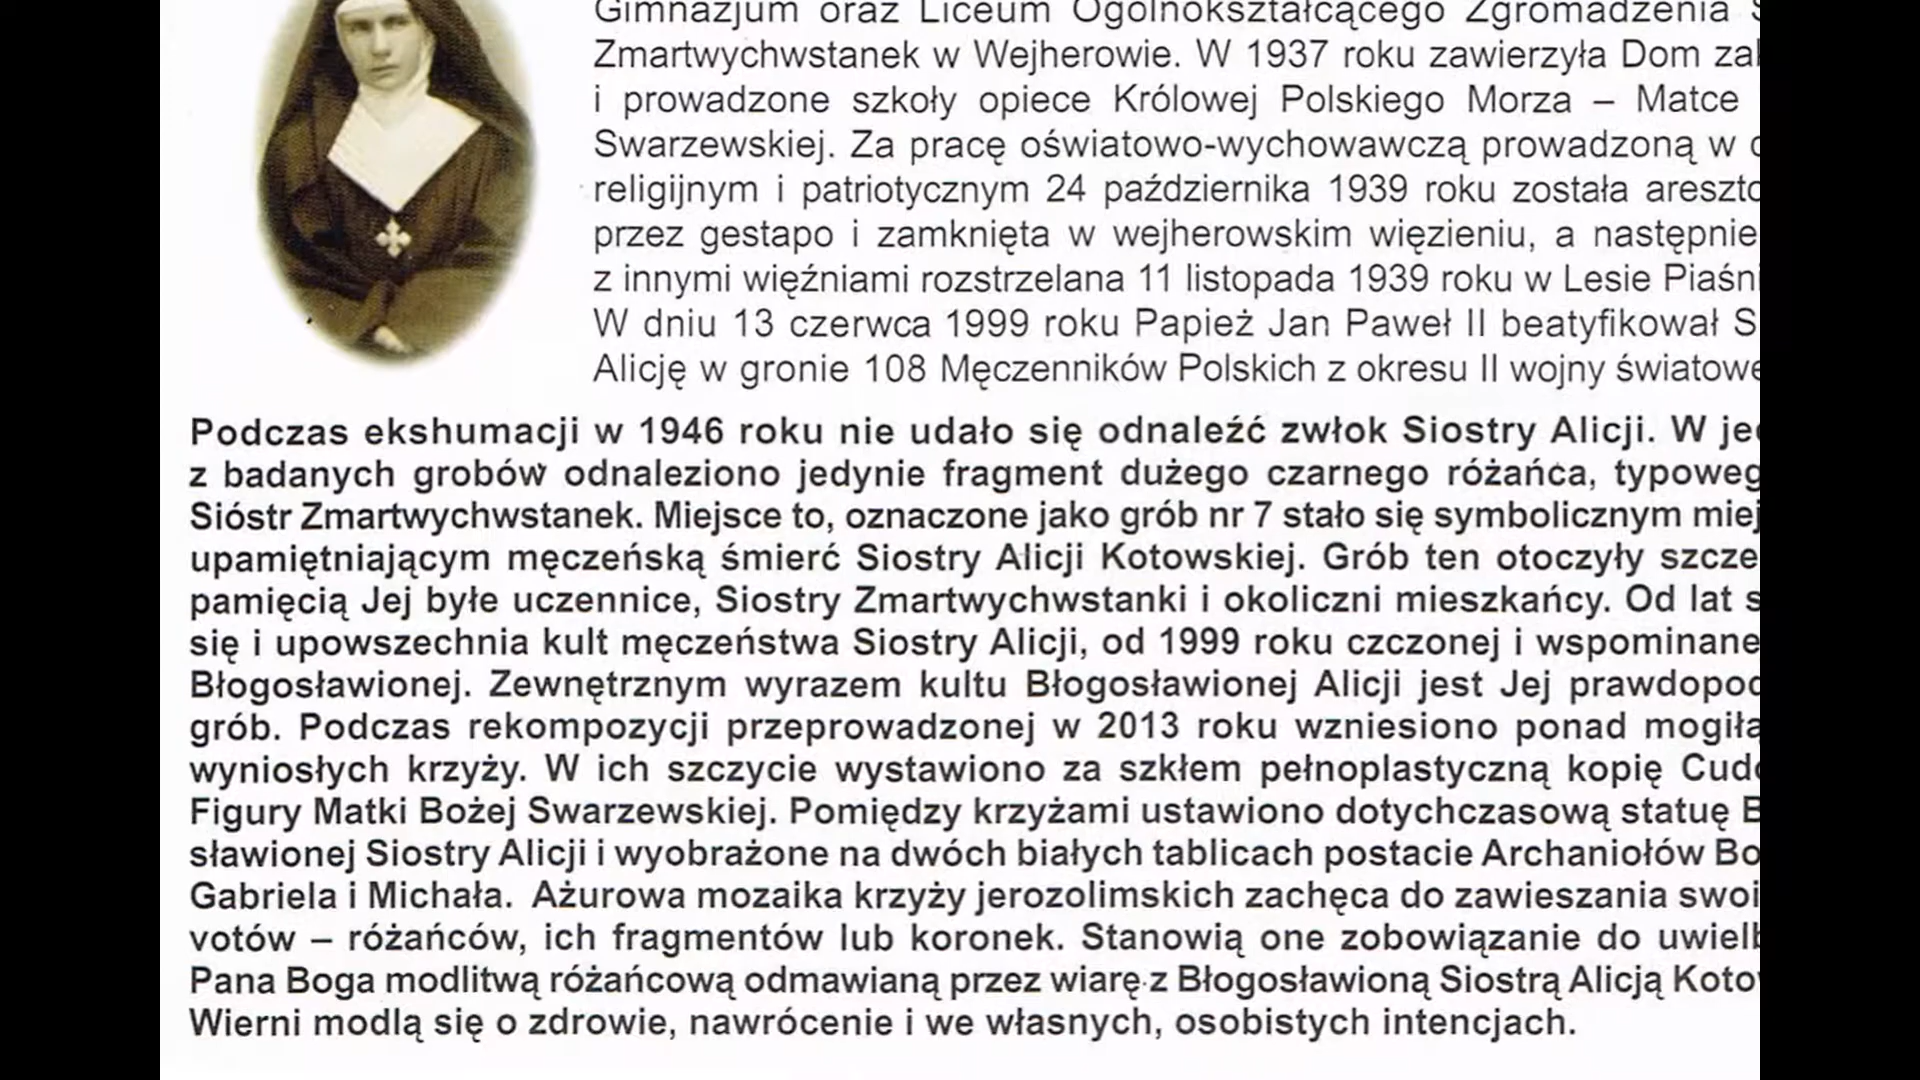 Gimnazjum oraz Liceum Ogólnokształcącego Zgromadzenia
Zmartwychwstanek w Wejherowie. W 1937 roku zawierzyła Dom
i prowadzone szkoły opiece Królowej Polskiego Morza – Matce
Swarzewskiej. Za pracę oświatowo-wychowawczą prowadzoną w
religijnym i patriotycznym 24 października 1939 roku została
przez gestapo i zamknięta w wejherowskim więzieniu, a następnie
z innymi więźniami rozstrzelana 11 listopada 1939 roku w Lesie
W dniu 13 czerwca 1999 roku Papież Jan Paweł II beatyfikował
Alicję w gronie 108 Męczenników Polskich z okresu II wojny
Podczas ekshumacji w 1946 roku nie udało się odnaleźć zwłok Siostry Alicji. W
z badanych grobów odnaleziono jedynie fragment dużego czarnego różańca,
Sióstr Zmartwychwstanek. Miejsce to, oznaczone jako grób nr 7 stało się symbolicznym
upamiętniającym męczeńską śmierć Siostry Alicji Kotowskiej. Grób ten otoczyły
pamięcią Jej byłe uczennice, Siostry Zmartwychwstanki i okoliczni mieszkańcy. Od lat
się i upowszechnia kult męczeństwa Siostry Alicji, od 1999 roku czczonej i
Błogosławionej. Zewnętrznym wyrazem kultu Błogosławionej Alicji jest Jej
grób. Podczas rekompozycji przeprowadzonej w 2013 roku wzniesiono ponad
wyniosłych krzyży. W ich szczycie wystawiono za szkłem pełnoplastyczną kopię
Figury Matki Bożej Swarzewskiej. Pomiędzy krzyżami ustawiono dotychczasową statuę
sławionej Siostry Alicji i wyobrażone na dwóch białych tablicach postacie Archaniołów
Gabriela i Michała. Ażurowa mozaika krzyży jerozolimskich zachęca do zawieszania
votów – różańców, ich fragmentów lub koronek. Stanowią one zobowiązanie do
Pana Boga modlitwą różańcową odmawianą przez wiarę z Błogosławioną Siostrą Alicją
Wierni modlą się o zdrowie, nawrócenie i we własnych, osobistych intencjach.